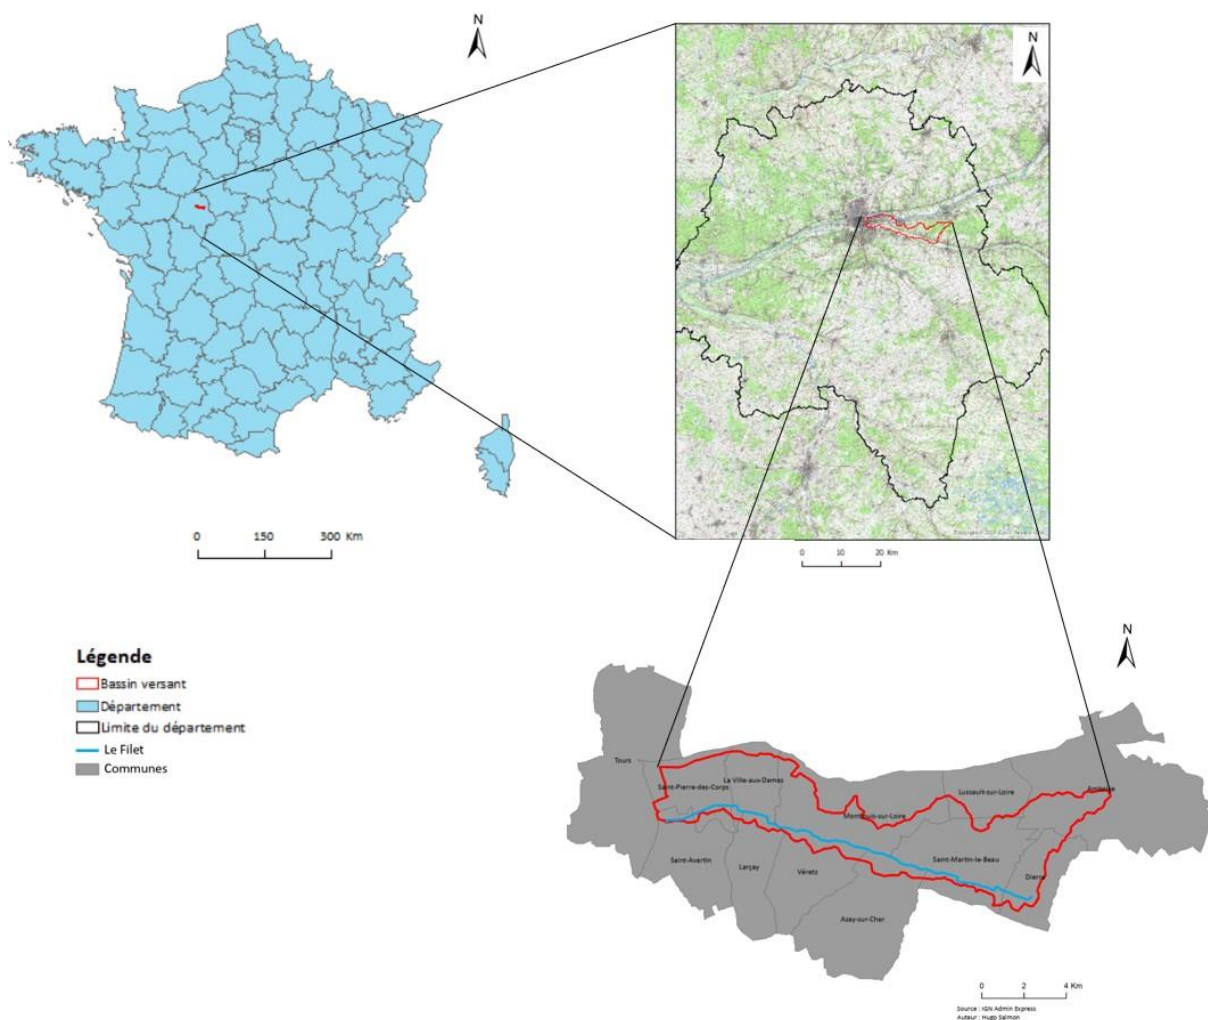 N
0 150 300 Km
N
0 10 20 Km
Légende
Bassin versant
Département
Limite du département
Le Filet
Communes
N
Tours
Saint-Pierre-des-Corps
La Ville-aux-Dames
Montlouis-sur-Loire
Lussault-sur-Loire
Amboise
Saint-Avertin
Larçay
Véretz
Saint-Martin-le-Beau
Dierre
Azay-sur-Cher
0 2 4 Km
Source : IGN Admin Express
Auteur : Hugo Salmon